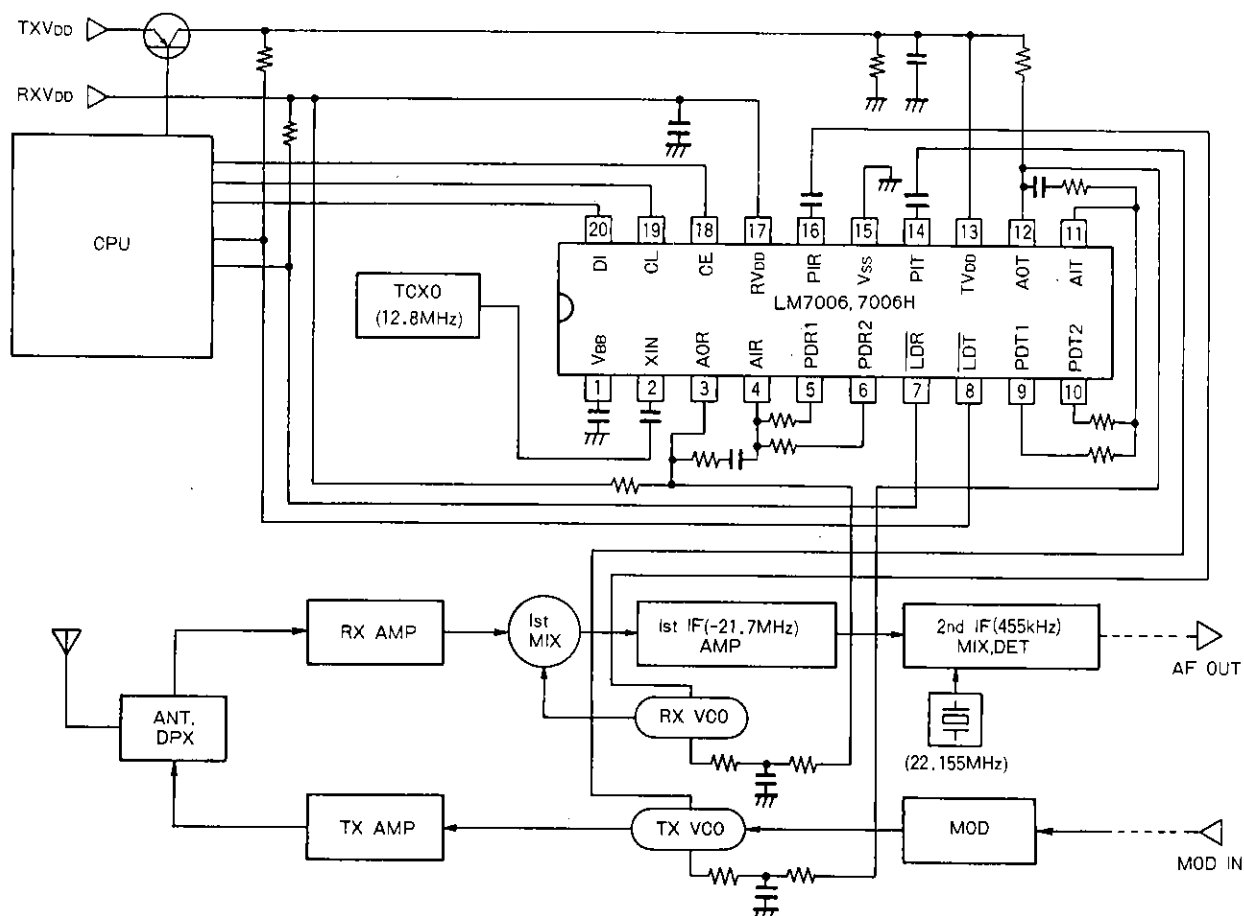 TXVDD
RXVDD
CPU
TCXO
(12.8MHz)
20 19 18 17 16 15 14 13 12 11
DI CL CE RVDD PIR VSS PIT TVDD AOT AIT
LM7006, 7006H
VBB XIN AOR AIR PDR1 PDR2 LDR LDT PDT1 PDT2
1 2 3 4 5 6 7 8 9 10
RX AMP
1st
MIX
1st IF(-21.7MHz)
AMP
2nd IF(455kHz)
MIX,DET
AF OUT
ANT.
DPX
RX VCO
(22.155MHz)
TX AMP
TX VCO
MOD
MOD IN